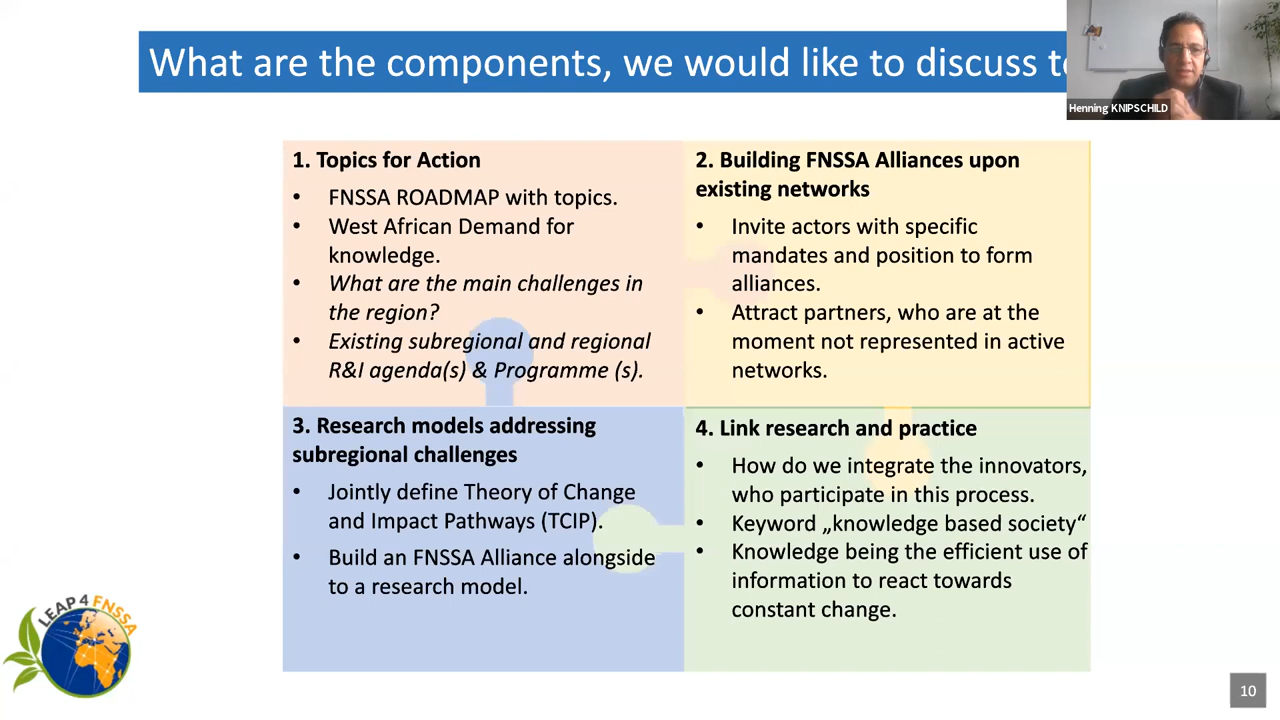 What are the components, we would like to discuss
Henning KNIPSCHILD
1. Topics for Action
• FNSSA ROADMAP with topics.
• West African Demand for
knowledge.
• What are the main challenges in
the region?
• Existing subregional and regional
R&I agenda(s) & Programme (s).
2. Building FNSSA Alliances upon
existing networks
• Invite actors with specific
mandates and position to form
alliances.
• Attract partners, who are at the
moment not represented in active
networks.
3. Research models addressing
subregional challenges
• Jointly define Theory of Change
and Impact Pathways (TCIP).
• Build an FNSSA Alliance alongside
to a research model.
4. Link research and practice
• How do we integrate the innovators,
who participate in this process.
• Keyword „knowledge based society“
• Knowledge being the efficient use of
information to react towards
constant change.
LEAP 4 FNSSA
10